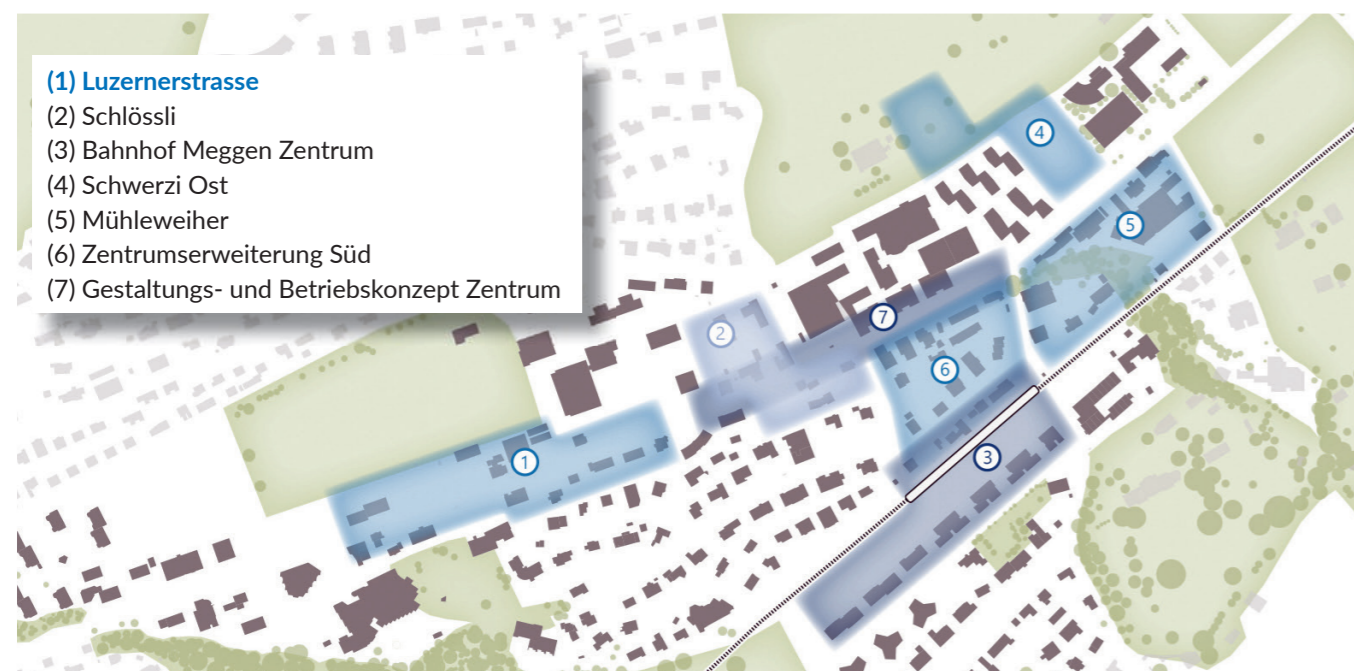 (1) Luzernerstrasse
(2) Schlössli
(3) Bahnhof Meggen Zentrum
(4) Schwerzi Ost
(5) Mühleweiher
(6) Zentrumserweiterung Süd
(7) Gestaltungs- und Betriebskonzept Zentrum
4
5
7
2
6
3
1